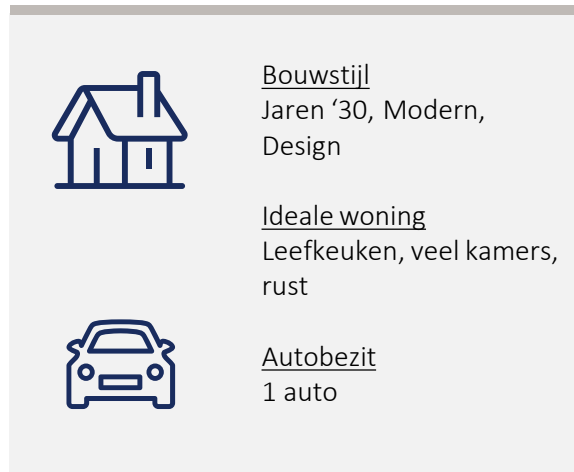 Bouwstijl
Jaren ‘30, Modern,
Design
Ideale woning
Leefkeuken, veel kamers,
rust
Autobezit
1 auto